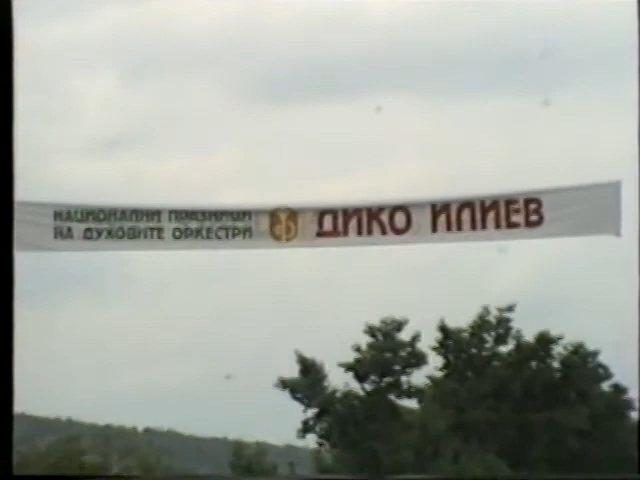 НАЦИОНАЛНИ ПРАЗНИЦИ
НА ДУХОВИТЕ ОРКЕСТРИ
ДИКО ИЛИЕВ